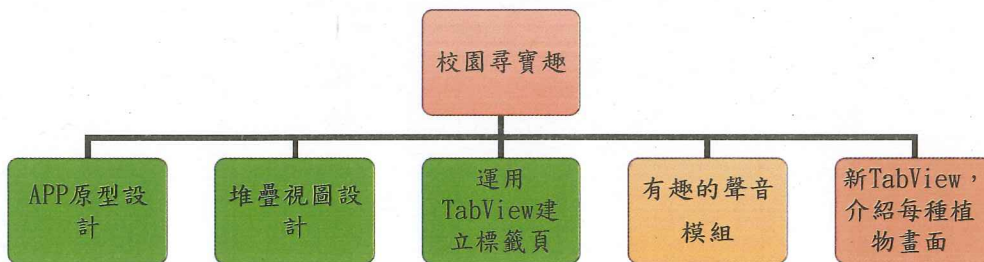 校園尋寶趣
APP原型設
計
堆疊視圖設
計
運用
TabView建
立標籤頁
有趣的聲音
模組
新TabView，
介紹每種植
物畫面